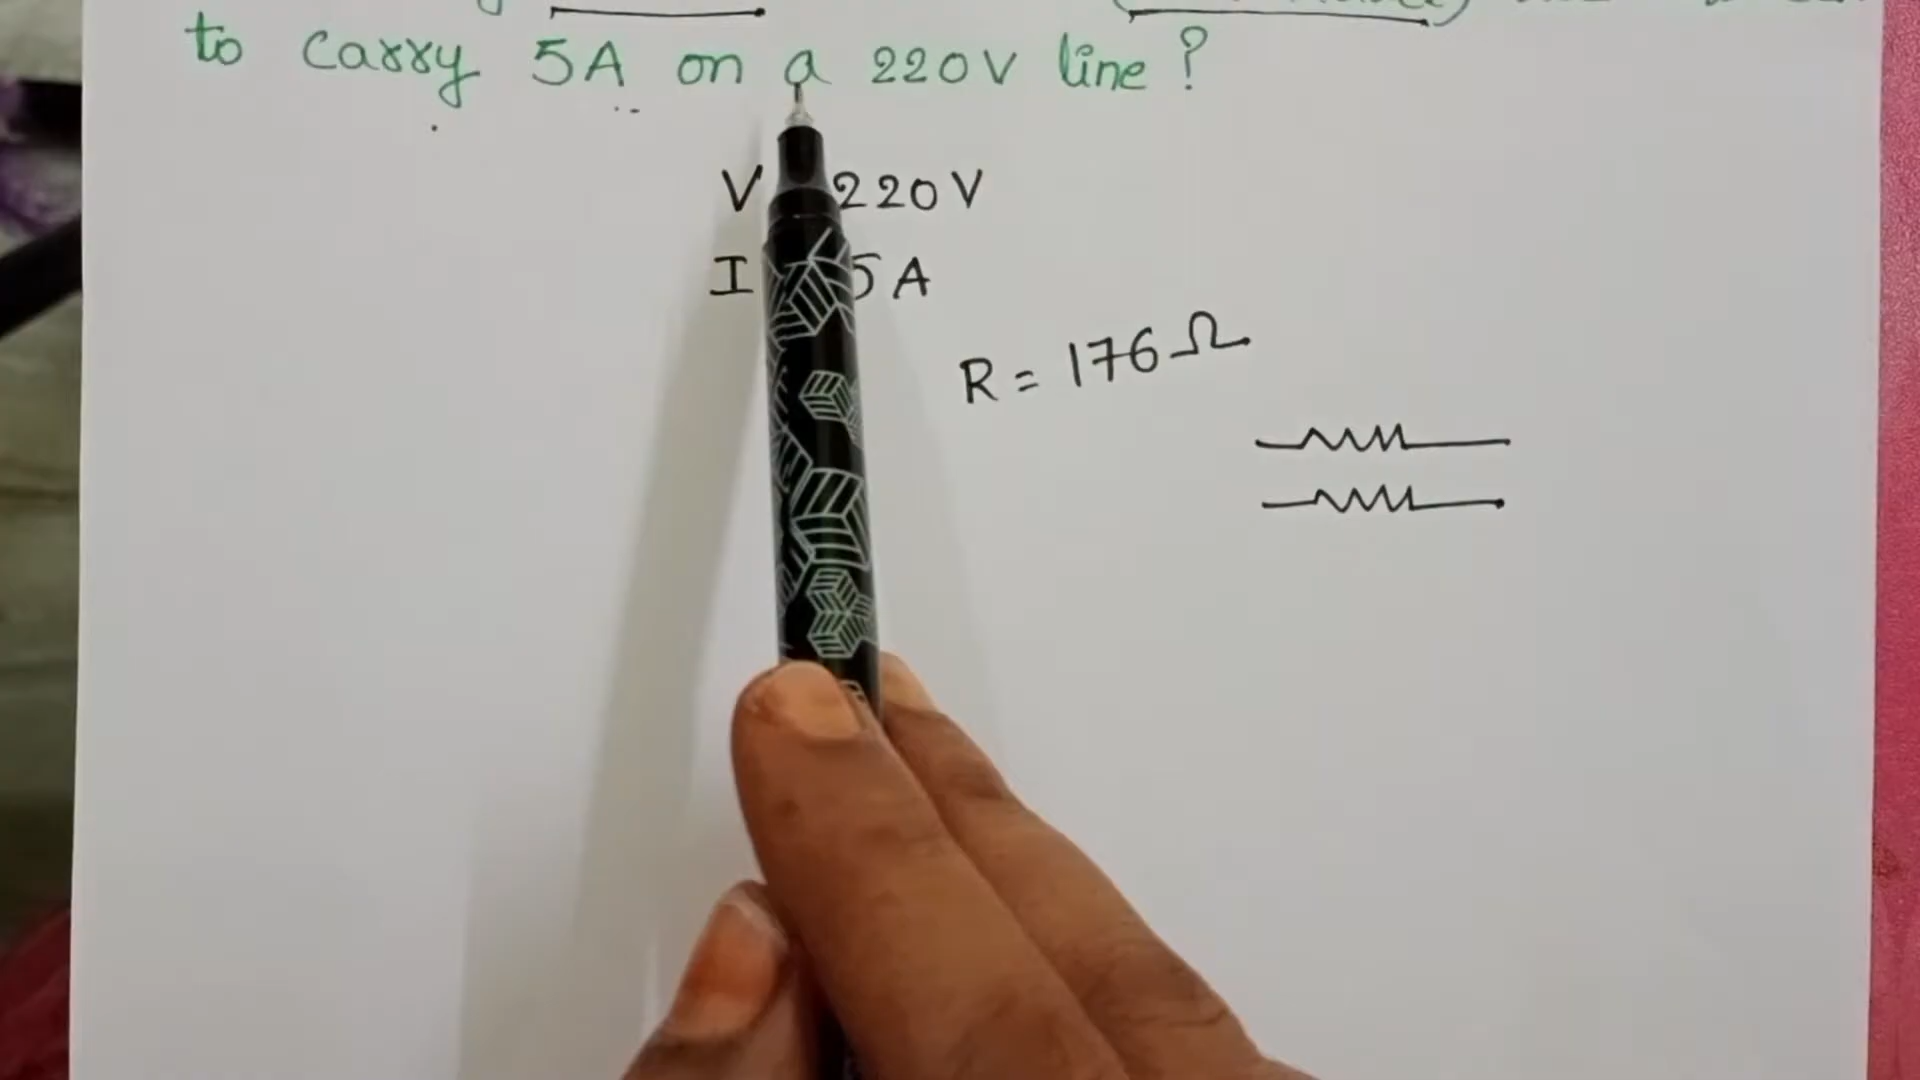 to carry 5A on a 220V line?
V 220V
I 5A
R = 176Ω